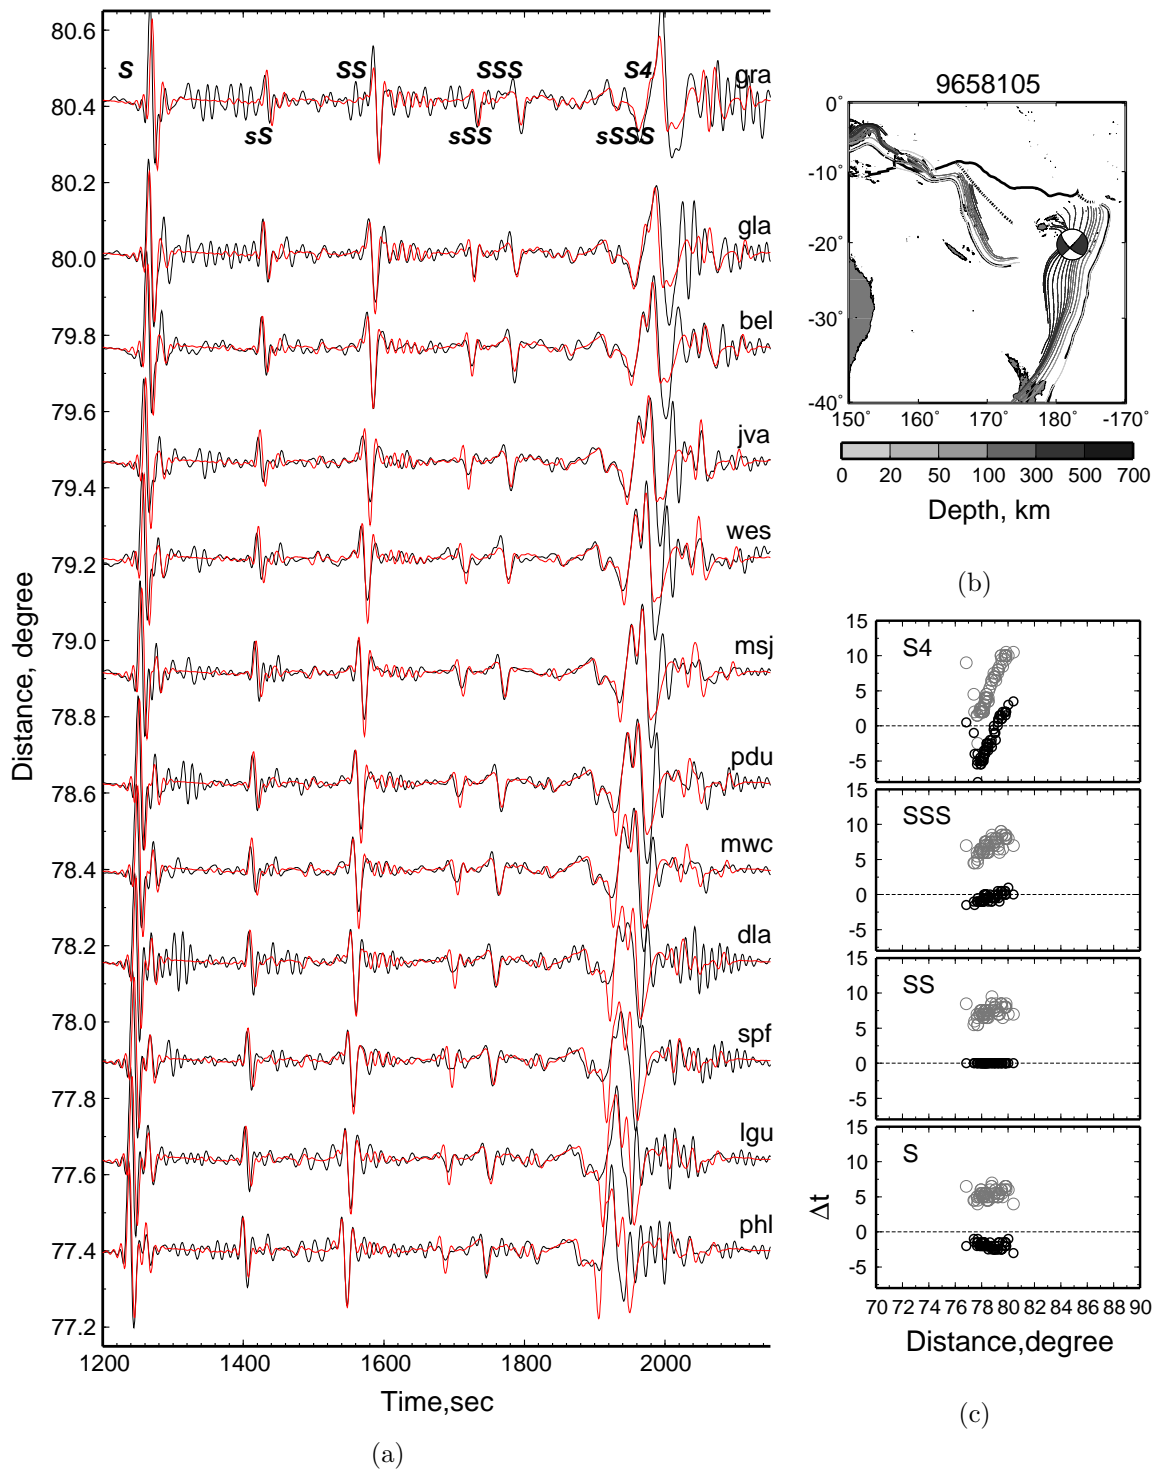 80.6
80.4
80.2
80.0
79.8
79.6
79.4
79.2
79.0
78.8
78.6
78.4
78.2
78.0
77.8
77.6
77.4
77.2
Distance, degree
S SS SSS S4 gra
sS sSS sSSS
gla
bel
jva
wes
msj
pdu
mwc
dla
spf
lgu
phl
1200 1400 1600 1800 2000
Time,sec
(a)
9658105
0°
-10°
-20°
-30°
-40°
150° 160° 170° 180° -170°
0 20 50 100 300 500 700
Depth, km
(b)
15
10
5
0
-5
S4
15
10
5
0
-5
SSS
15
10
5
0
-5
SS
15
10
5
0
-5
S
Δt
70 72 74 76 78 80 82 84 86 88 90
Distance,degree
(c)